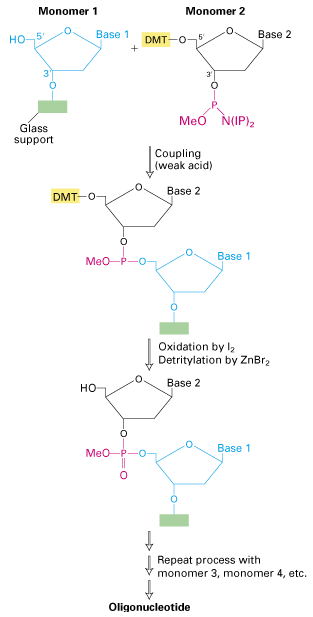 Monomer 1
Monomer 2
HO 5' O Base 1
3'
O
Glass
support
+
DMT O 5' O Base 2
3'
O
P
MeO N(IP)₂
Coupling
(weak acid)
DMT O O Base 2
O
MeO P O O Base 1
O
Oxidation by I₂
Detritylation by ZnBr₂
HO O Base 2
O
MeO P O O Base 1
O
O
Repeat process with
monomer 3, monomer 4, etc.
Oligonucleotide